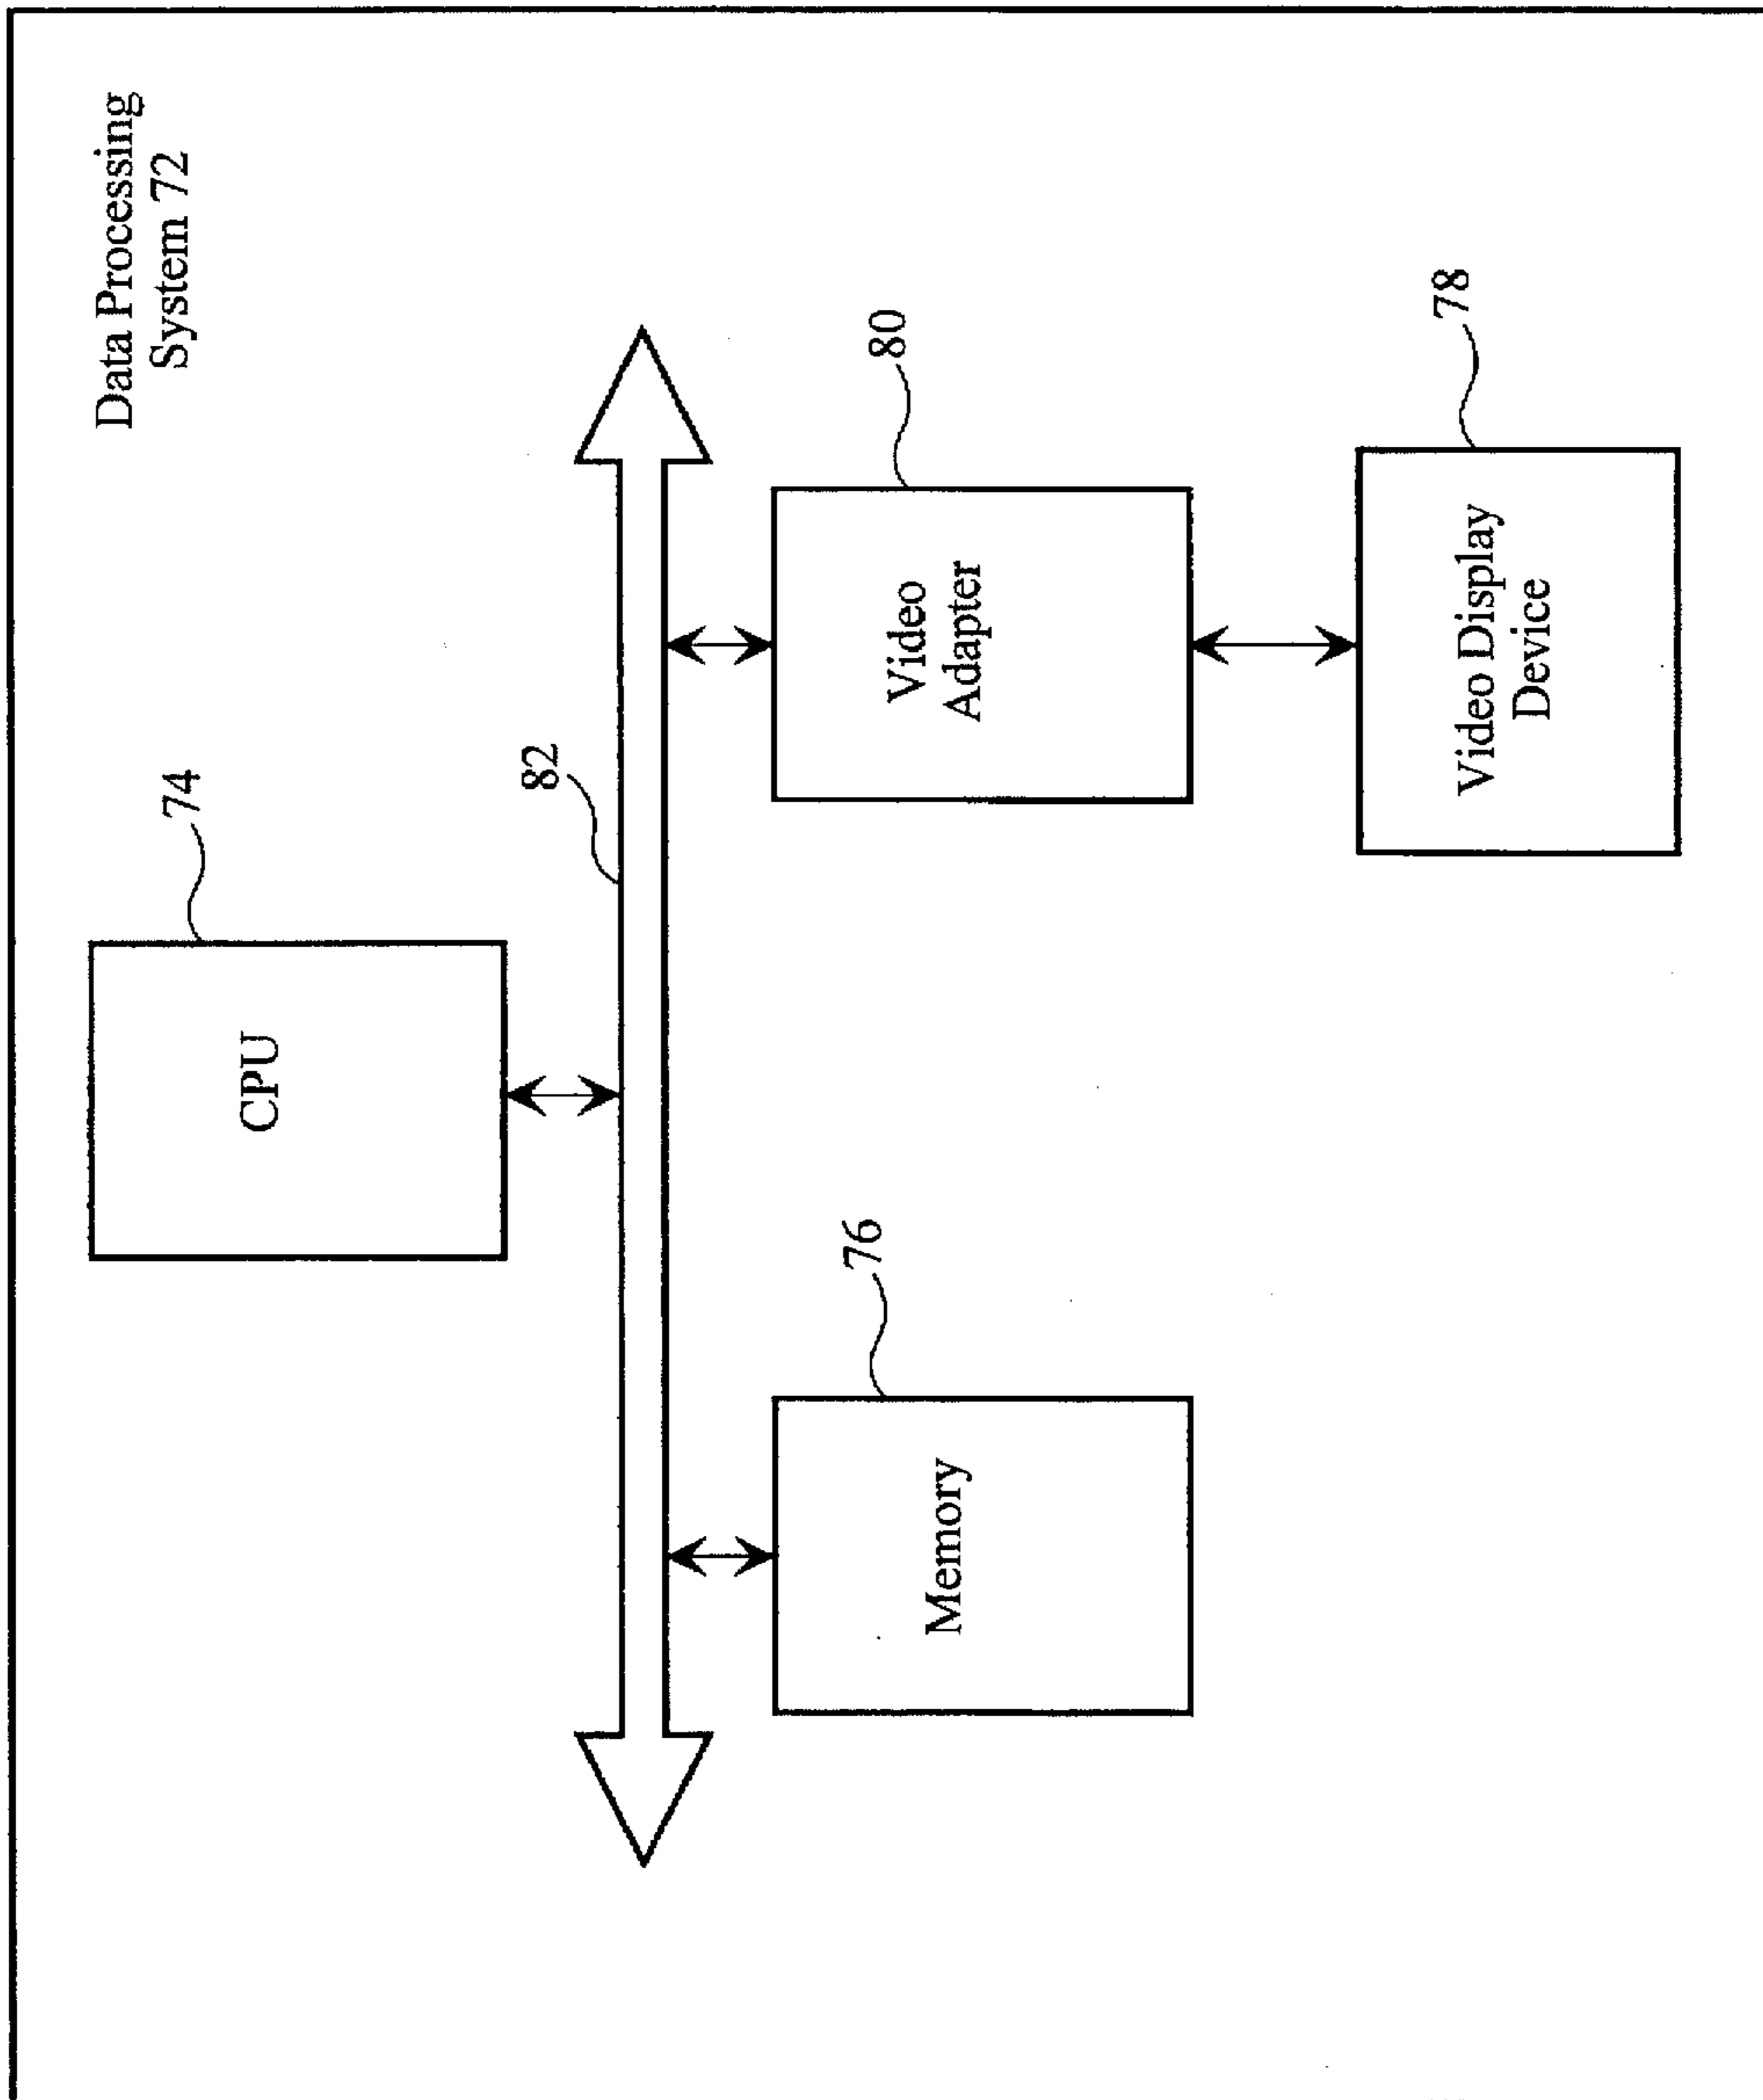 Data Processing
System 72
CPU
74
82
Memory
76
Video
Adapter
80
Video Display
Device
78